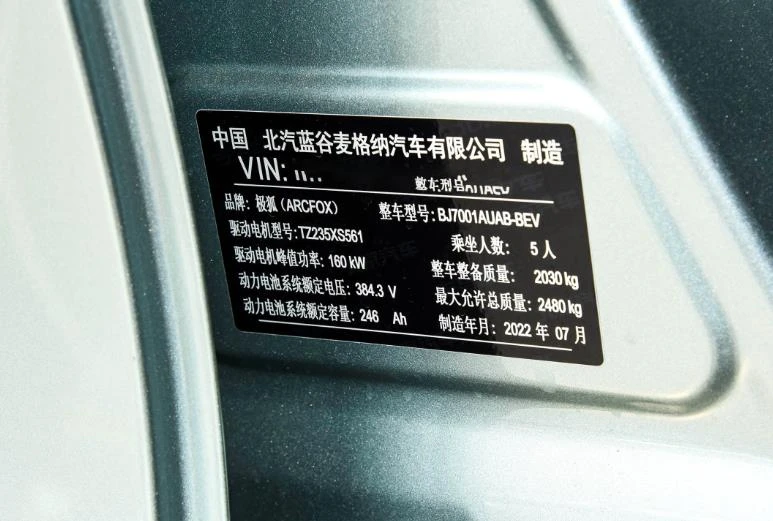 中国 北汽蓝谷麦格纳汽车有限公司 制造
VIN:
品牌: 极狐 (ARCFOX) 整车型号: BJ7001AUAB-BEV
驱动电机型号: TZ235XS561 乘坐人数: 5 人
驱动电机峰值功率: 160 kW 整车整备质量: 2030 kg
动力电池系统额定电压: 384.3 V 最大允许总质量: 2480 kg
动力电池系统额定容量: 246 Ah 制造年月: 2022 年 07 月